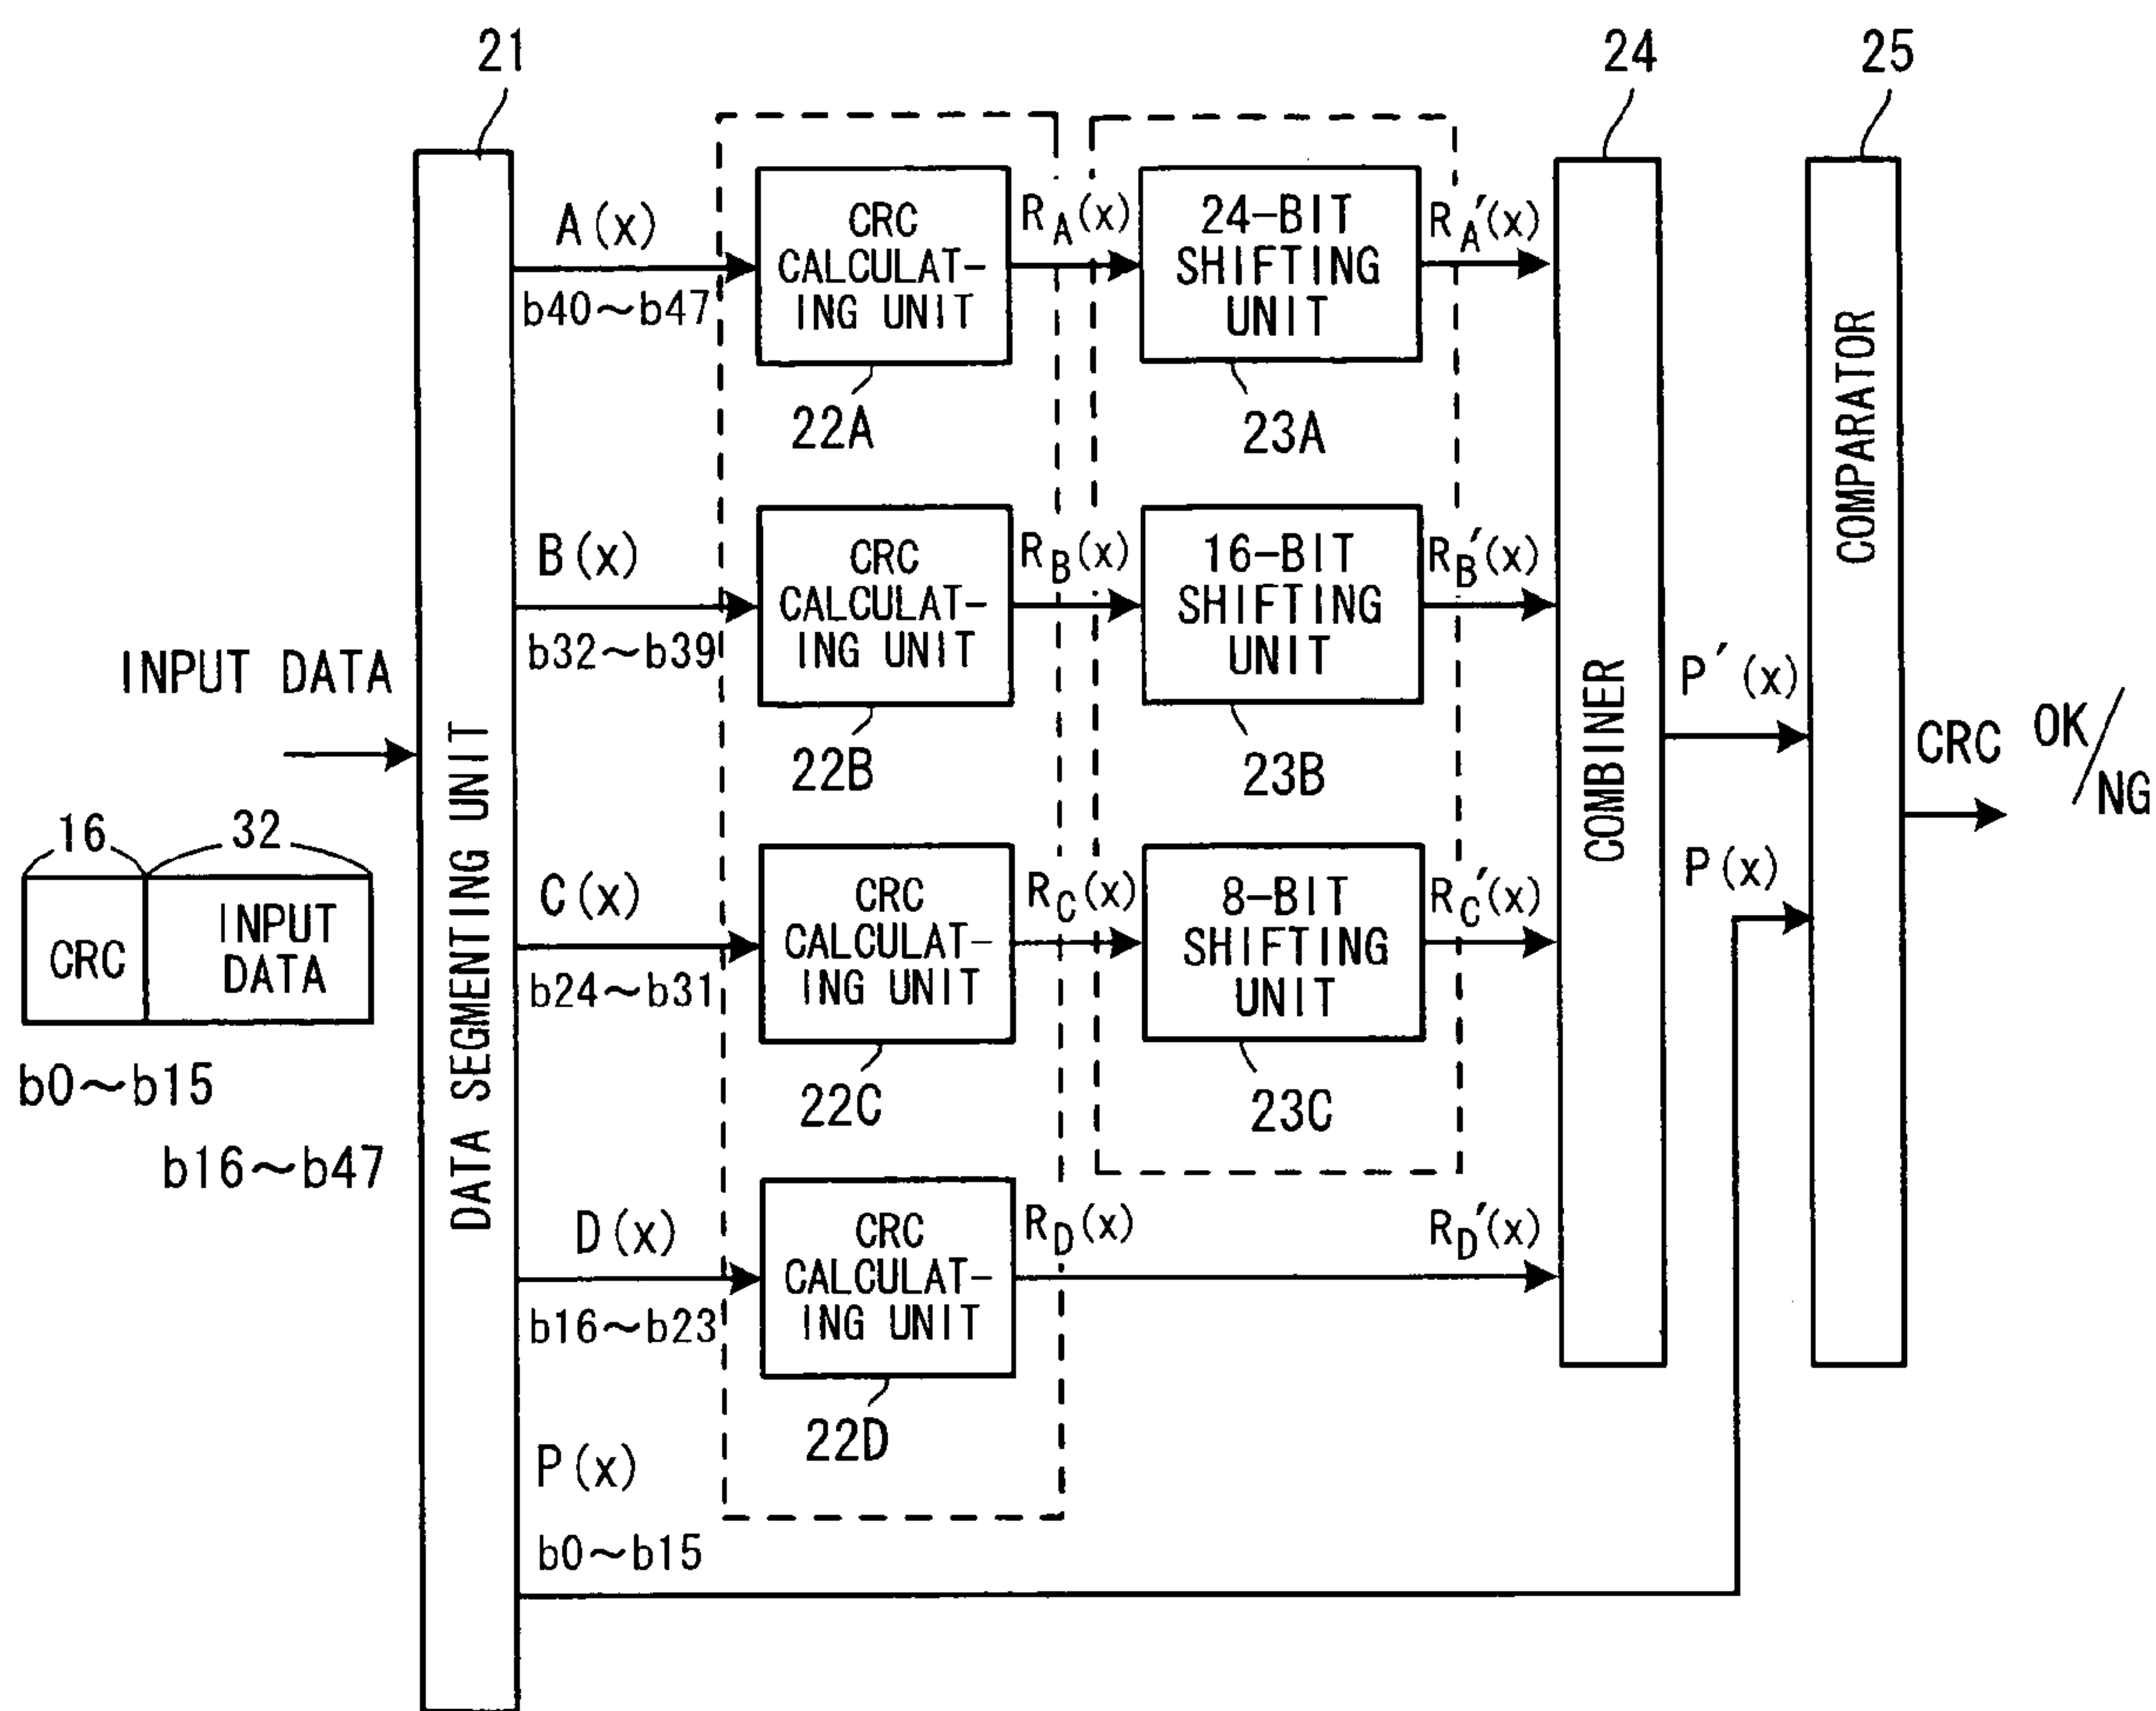 21
24
25
A(x)
b40~b47
CRC
CALCULAT-
ING UNIT
22A
RA(x)
24-BIT
SHIFTING
UNIT
23A
RA′(x)
B(x)
b32~b39
CRC
CALCULAT-
ING UNIT
22B
RB(x)
16-BIT
SHIFTING
UNIT
23B
RB′(x)
INPUT DATA
16
32
CRC
INPUT
DATA
b0~b15
b16~b47
DATA SEGMENTING UNIT
C(x)
b24~b31
CRC
CALCULAT-
ING UNIT
22C
RC(x)
8-BIT
SHIFTING
UNIT
23C
RC′(x)
D(x)
b16~b23
CRC
CALCULAT-
ING UNIT
22D
RD(x)
RD′(x)
P(x)
b0~b15
COMBINER
P′(x)
P(x)
COMPARATOR
CRC OK/NG